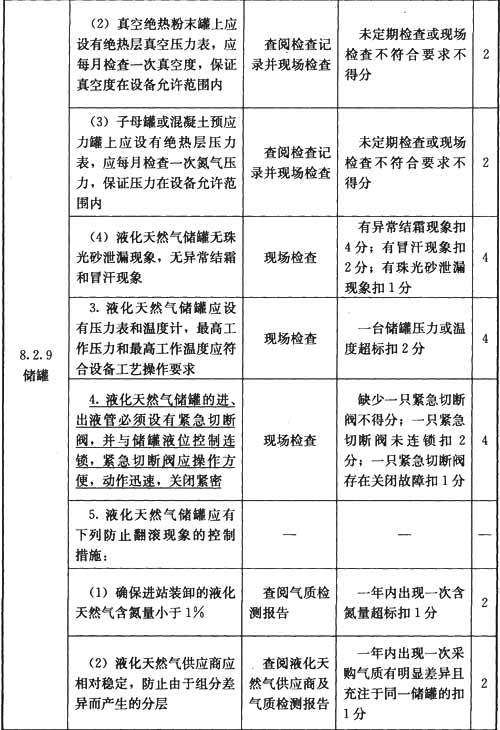 （2）真空绝热粉末罐上应
设有绝热层真空压力表，应
每月检查一次真空度，保证
真空度在设备允许范围内
查阅检查记
录并现场检查
未定期检查或现场
检查不符合要求不
得分
2
（3）子母罐或混凝土预应
力罐上应设有绝热层压力
表，应每月检查一次氮气压
力，保证压力在设备允许范
围内
查阅检查记
录并现场检查
未定期检查或现场
检查不符合要求不
得分
2
（4）液化天然气储罐无珠
光砂泄漏现象，无异常结霜
和冒汗现象
现场检查
有异常结霜现象扣
4分；有冒汗现象扣
2分；有珠光砂泄漏
现象扣1分
4
8.2.9
储罐
3. 液化天然气储罐应设
有压力表和温度计，最高工
作压力和最高工作温度应符
合设备工艺操作要求
现场检查
一台储罐压力或温
度超标扣2分
4
4. 液化天然气储罐的进、
出液管必须设有紧急切断
阀，并与储罐液位控制连
锁，紧急切断阀应操作方
便，动作迅速，关闭紧密
现场检查
缺少一只紧急切断
阀不得分；一只紧急
切断阀未连锁扣2
分；一只紧急切断阀
存在关闭故障扣1分
4
5. 液化天然气储罐应有
下列防止翻滚现象的控制
措施：
—
—
—
（1）确保进站装卸的液化
天然气含氮量小于1%
查阅气质检
测报告
一年内出现一次含
氮量超标扣1分
2
（2）液化天然气供应商应
相对稳定，防止由于组分差
异而产生的分层
查阅液化天
然气供应商及
气质检测报告
一年内出现一次采
购气质有明显差异且
充注于同一储罐的扣
1分
2